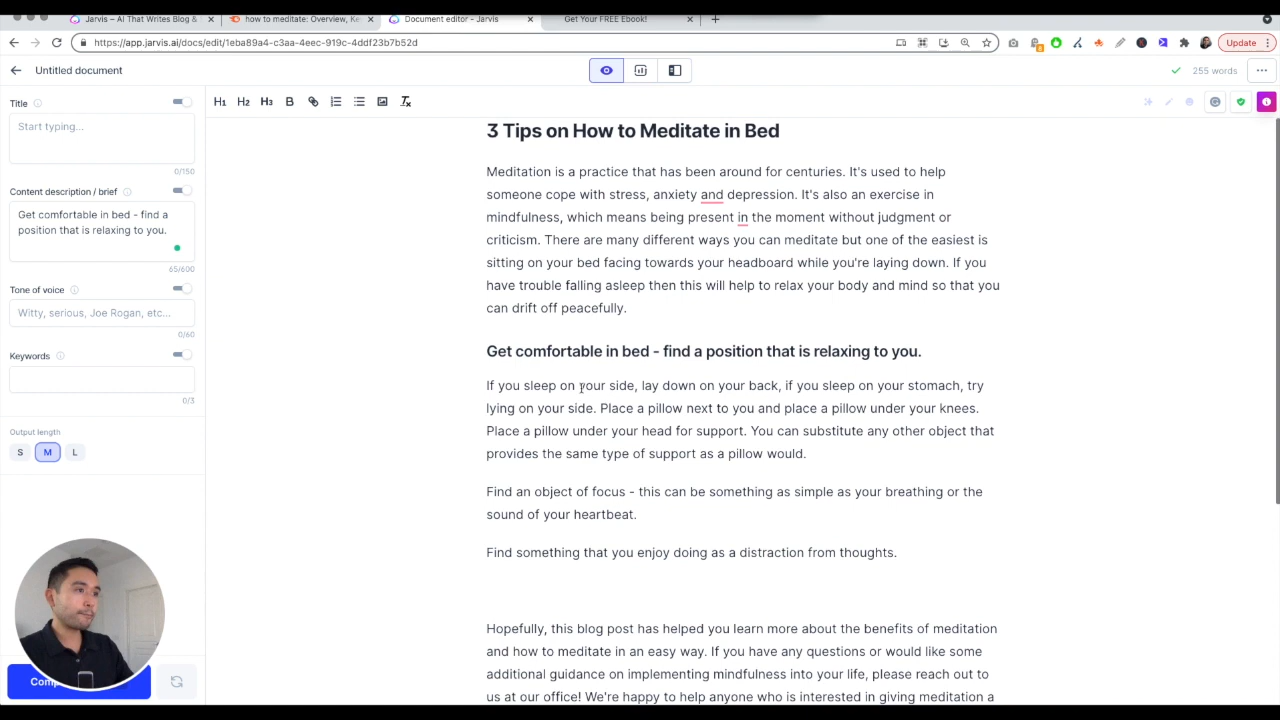 Jarvis – AI That Writes Blog &
how to meditate: Overview, Ke
Document editor - Jarvis
Get Your FREE Ebook!
https://app.jarvis.ai/docs/edit/1eba89a4-c3aa-4eec-919c-4ddf23b7b52d
Update
Untitled document
255 words
H1 H2 H3 B
Title
Start typing...
0/150
Content description / brief
Get comfortable in bed - find a
position that is relaxing to you.
65/600
Tone of voice
Witty, serious, Joe Rogan, etc...
0/60
Keywords
0/3
Output length
S M L
Comp
3 Tips on How to Meditate in Bed
Meditation is a practice that has been around for centuries. It's used to help
someone cope with stress, anxiety and depression. It's also an exercise in
mindfulness, which means being present in the moment without judgment or
criticism. There are many different ways you can meditate but one of the easiest is
sitting on your bed facing towards your headboard while you're laying down. If you
have trouble falling asleep then this will help to relax your body and mind so that you
can drift off peacefully.
Get comfortable in bed - find a position that is relaxing to you.
If you sleep on your side, lay down on your back, if you sleep on your stomach, try
lying on your side. Place a pillow next to you and place a pillow under your knees.
Place a pillow under your head for support. You can substitute any other object that
provides the same type of support as a pillow would.
Find an object of focus - this can be something as simple as your breathing or the
sound of your heartbeat.
Find something that you enjoy doing as a distraction from thoughts.
Hopefully, this blog post has helped you learn more about the benefits of meditation
and how to meditate in an easy way. If you have any questions or would like some
additional guidance on implementing mindfulness into your life, please reach out to
us at our office! We're happy to help anyone who is interested in giving meditation a